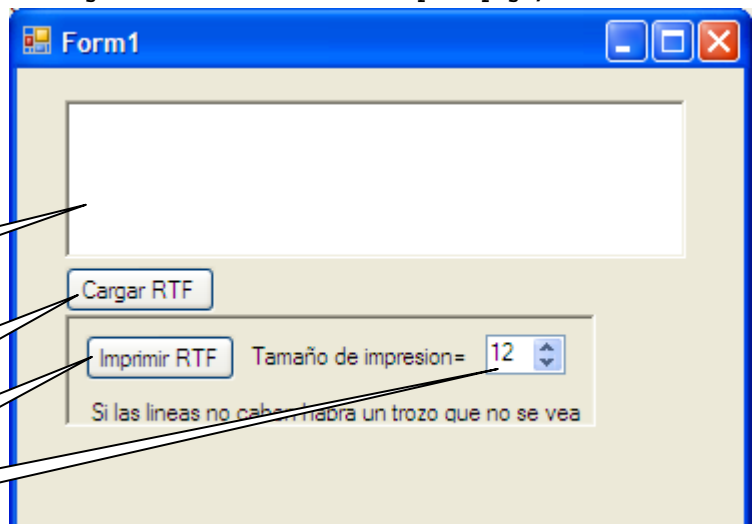 Form1
Cargar RTF
Imprimir RTF Tamaño de impresion= 12
Si las lineas no caben habra un trozo que no se vea